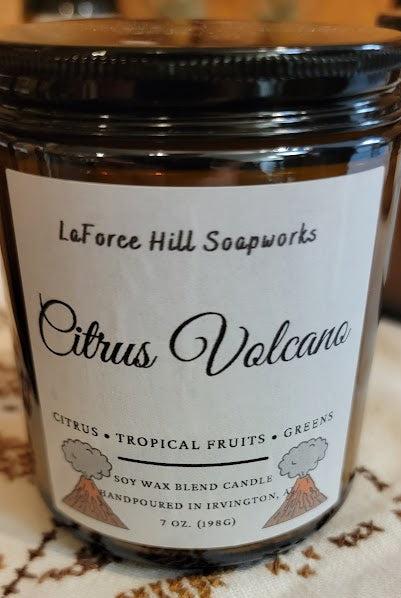 LaForce Hill Soapworks
Citrus Volcano
CITRUS • TROPICAL FRUITS • GREENS
SOY WAX BLEND CANDLE
HANDPOURED IN IRVINGTON,
7 OZ. (198G)